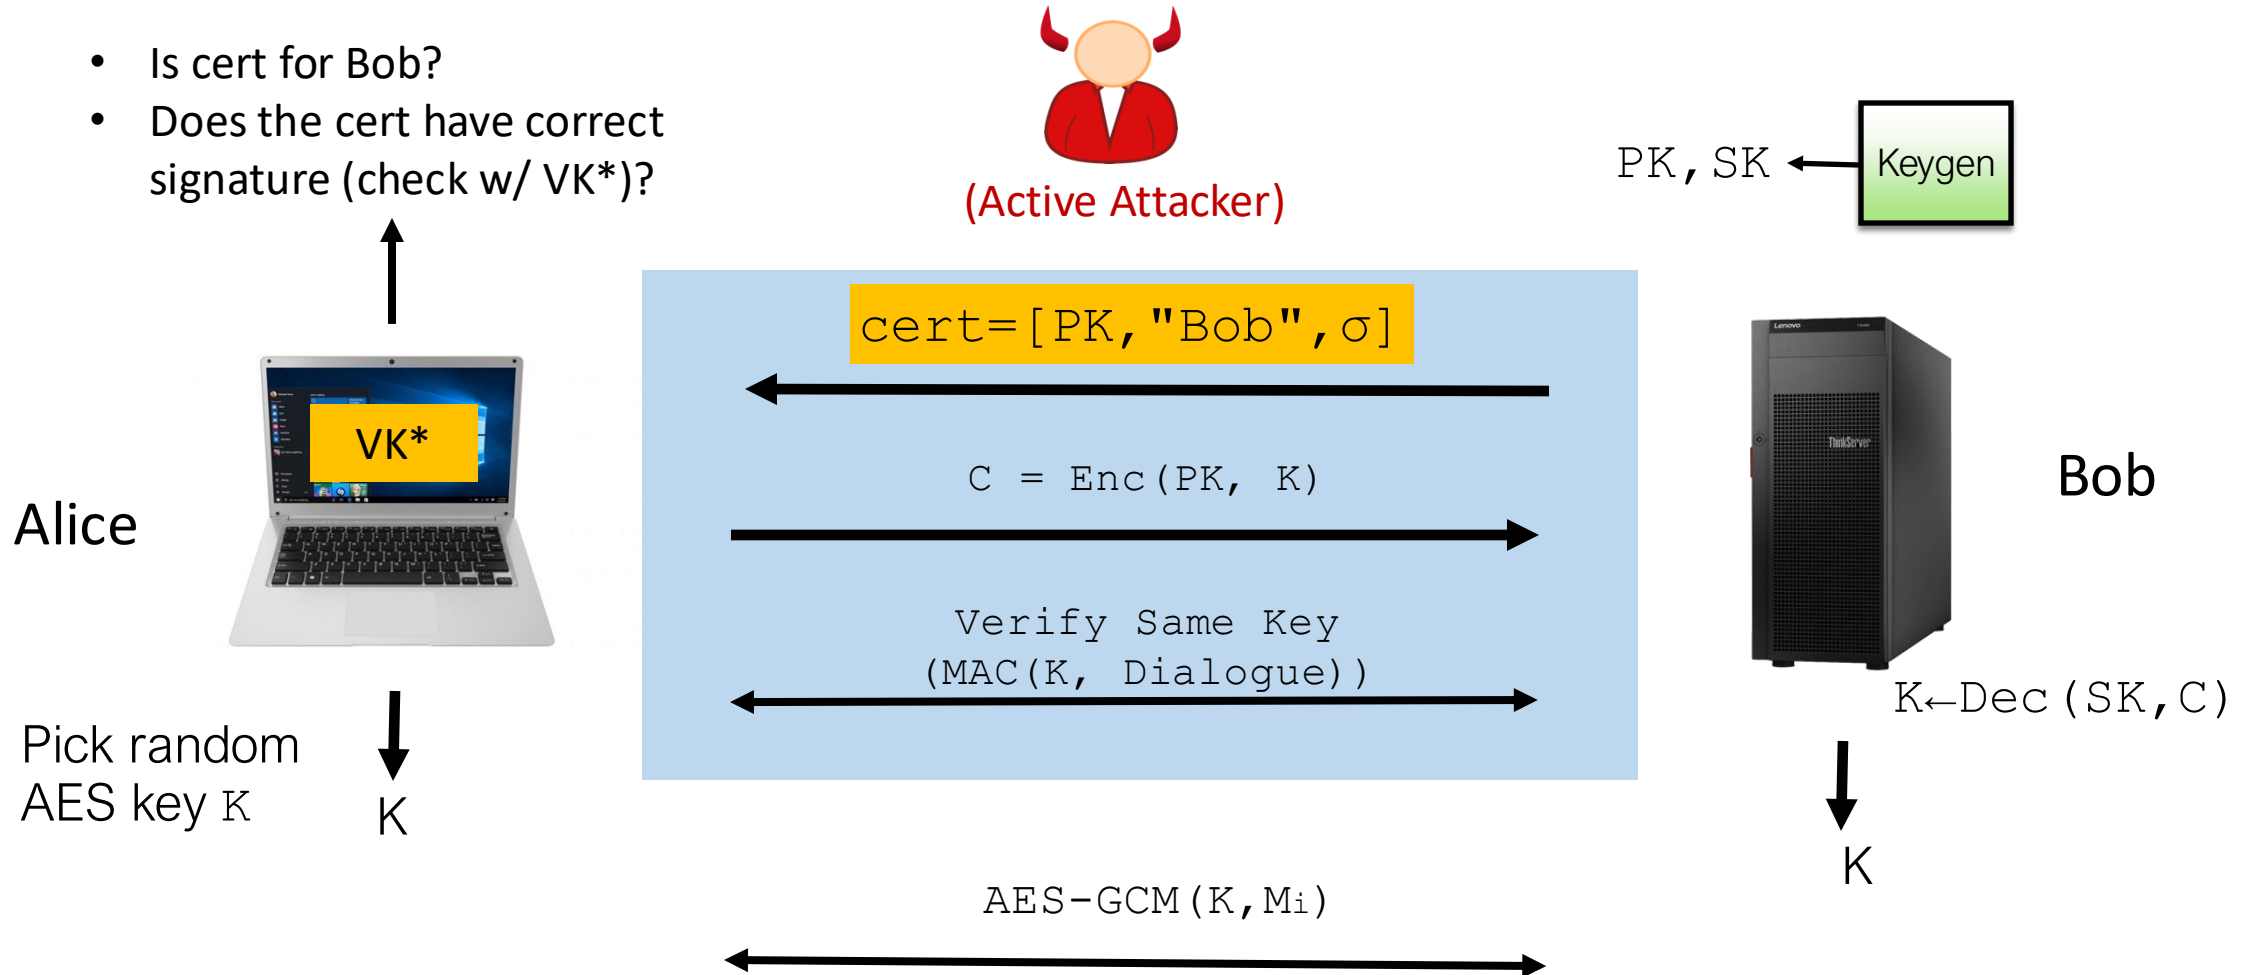 • Is cert for Bob?
• Does the cert have correct
signature (check w/ VK*)?
(Active Attacker)
PK,SK
Keygen
cert=[PK,"Bob",σ]
Lenovo
VK*
ThinkServer
C = Enc(PK, K)
Alice
Bob
Verify Same Key
(MAC(K, Dialogue))
K←Dec(SK,C)
Pick random
AES key K
K
K
AES-GCM(K,Mi)